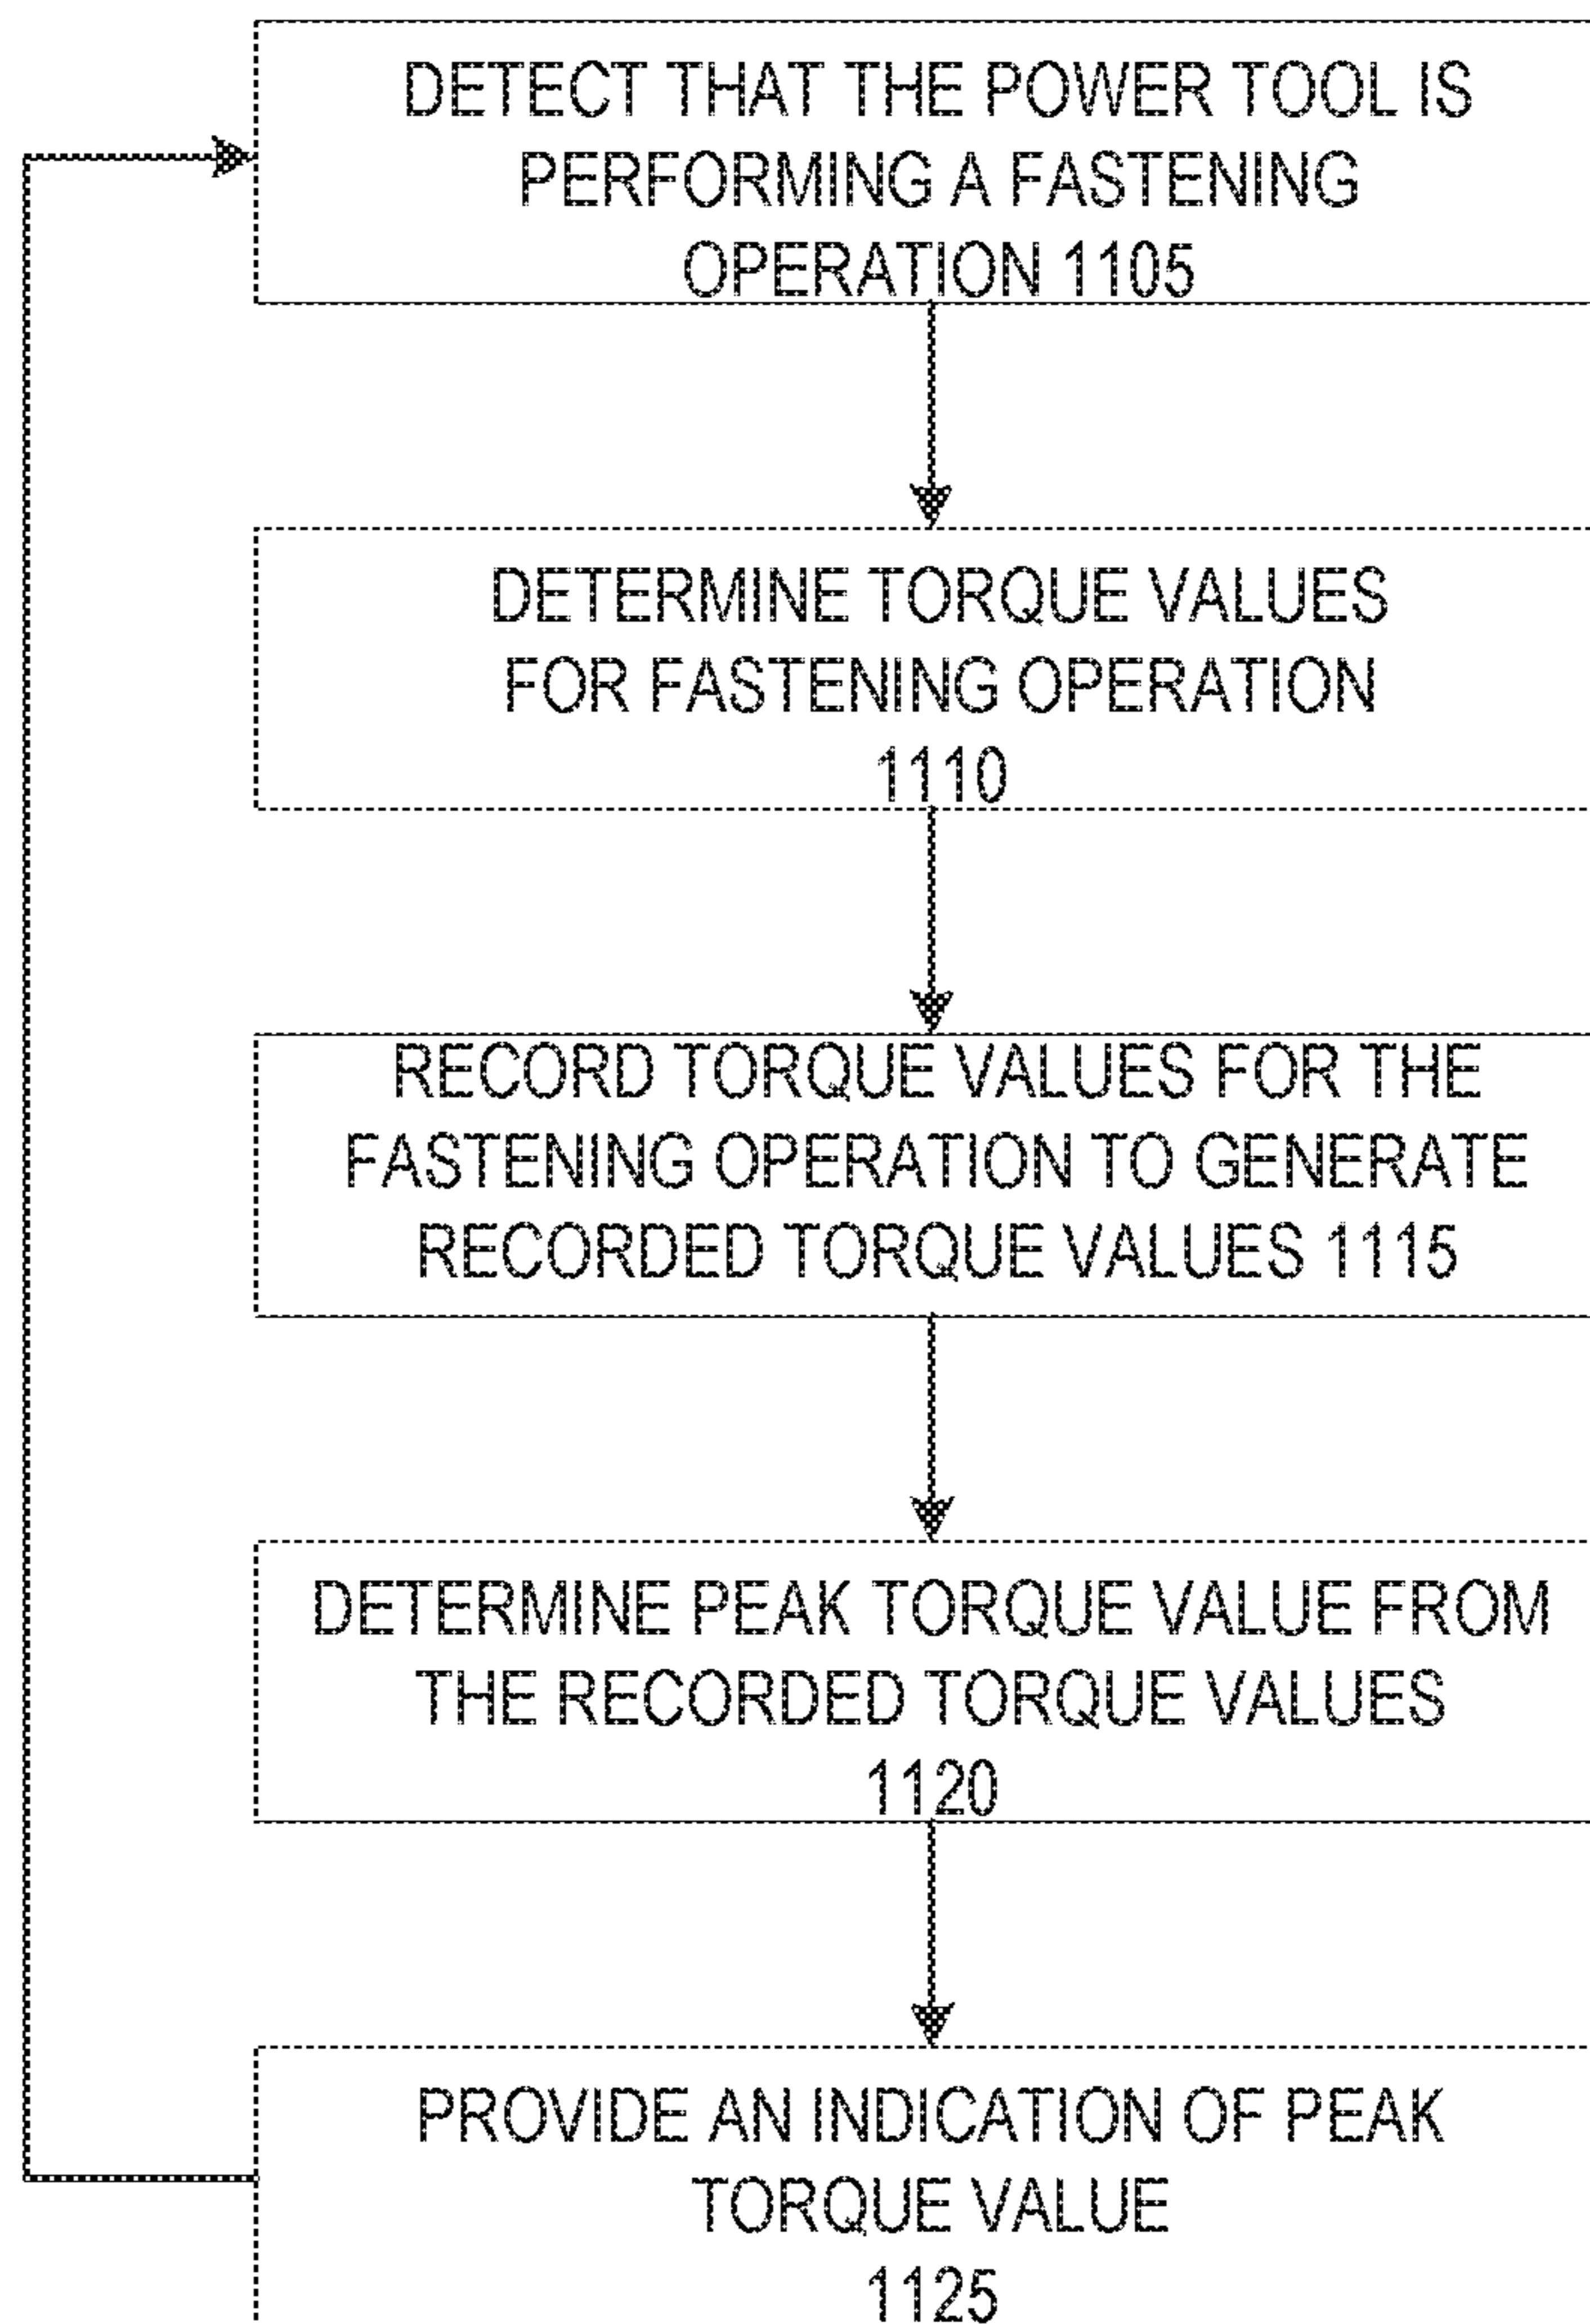 DETECT THAT THE POWER TOOL IS
PERFORMING A FASTENING
OPERATION 1105
DETERMINE TORQUE VALUES
FOR FASTENING OPERATION
1110
RECORD TORQUE VALUES FOR THE
FASTENING OPERATION TO GENERATE
RECORDED TORQUE VALUES 1115
DETERMINE PEAK TORQUE VALUE FROM
THE RECORDED TORQUE VALUES
1120
PROVIDE AN INDICATION OF PEAK
TORQUE VALUE
1125